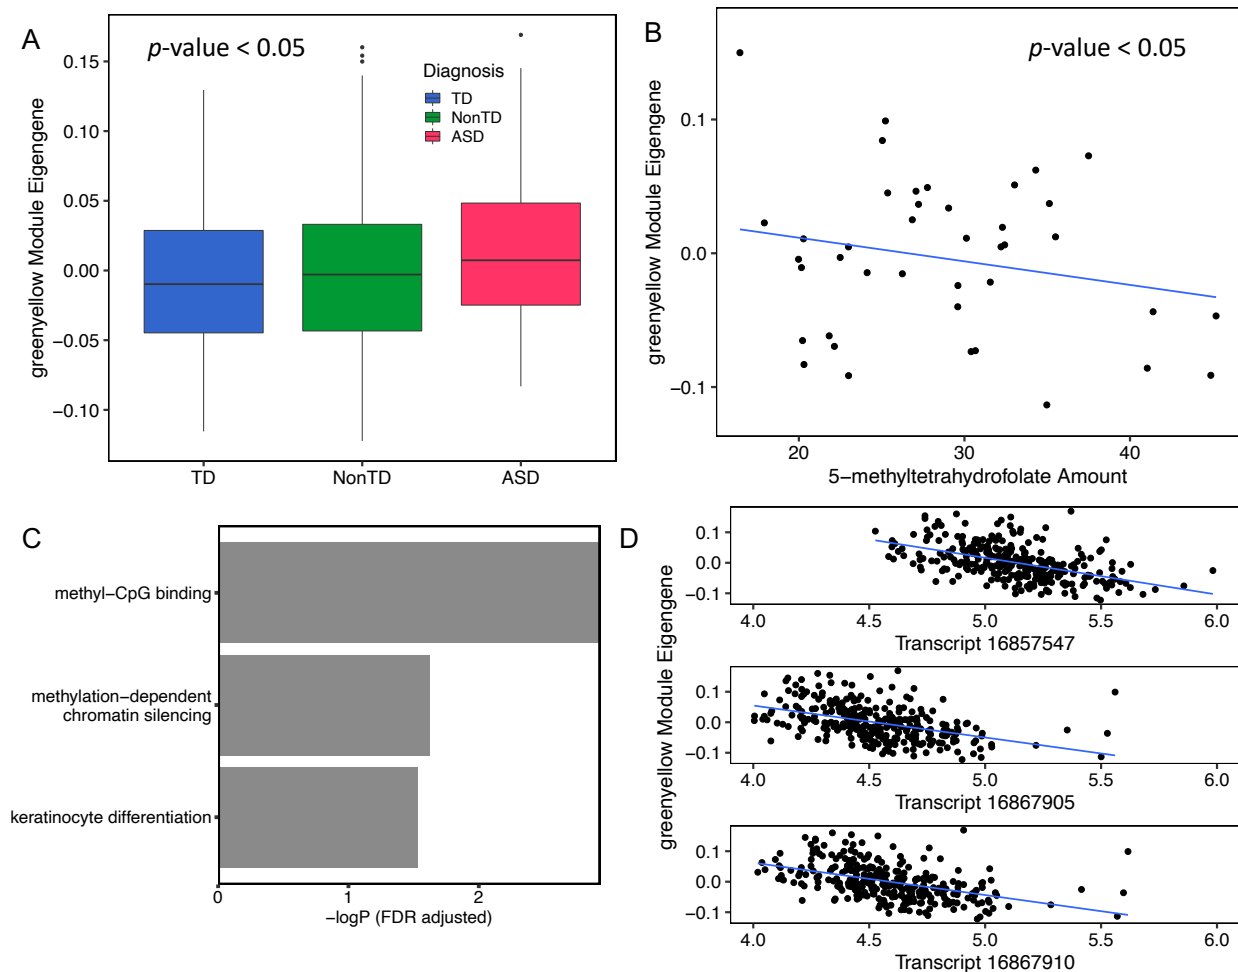 A
p-value < 0.05
Diagnosis
TD
NonTD
ASD
greenyellow Module Eigengene
0.15
0.10
0.05
0.00
−0.05
−0.10
TD NonTD ASD
B
p-value < 0.05
greenyellow Module Eigengene
0.1
0.0
−0.1
20 30 40
5−methyltetrahydrofolate Amount
C
methyl−CpG binding
methylation−dependent
chromatin silencing
keratinocyte differentiation
0 1 2
−logP (FDR adjusted)
D
greenyellow Module Eigengene
0.1
0.0
−0.1
4.0 4.5 5.0 5.5 6.0
Transcript 16857547
0.1
0.0
−0.1
4.0 4.5 5.0 5.5 6.0
Transcript 16867905
0.1
0.0
−0.1
4.0 4.5 5.0 5.5 6.0
Transcript 16867910